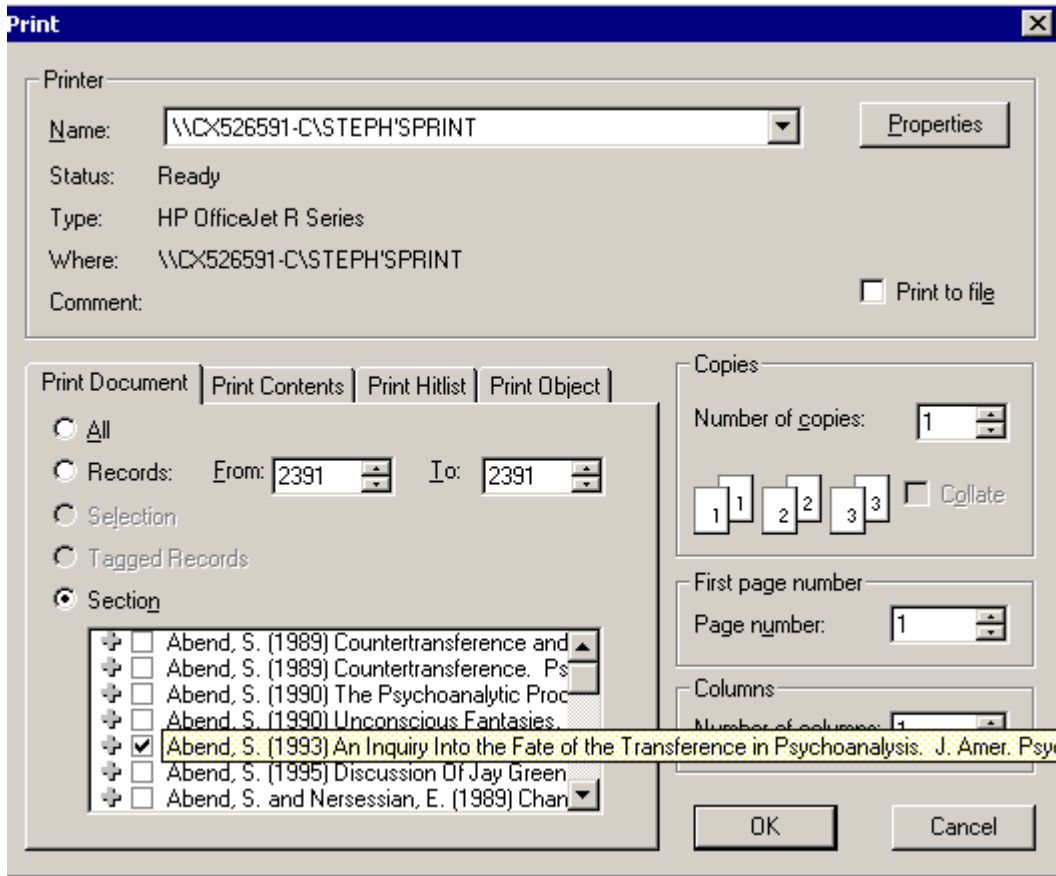 Print
Printer
Name: \\CX526591-C\STEPH'SPRINT Properties
Status: Ready
Type: HP OfficeJet R Series
Where: \\CX526591-C\STEPH'SPRINT
Comment: Print to file
Print Document Print Contents Print Hitlist Print Object
All
Records: From: 2391 To: 2391
Selection
Tagged Records
Section
Abend, S. (1989) Countertransference and
Abend, S. (1989) Countertransference. Ps
Abend, S. (1990) The Psychoanalytic Proc
Abend, S. (1990) Unconscious Fantasies,
Abend, S. (1993) An Inquiry Into the Fate of the Transference in Psychoanalysis. J. Amer. Psy
Abend, S. (1995) Discussion Of Jay Green
Abend, S. and Nersessian, E. (1989) Chan
Copies
Number of copies: 1
1 1 2 2 3 3 Collate
First page number
Page number: 1
Columns
Number of columns: 1
OK Cancel